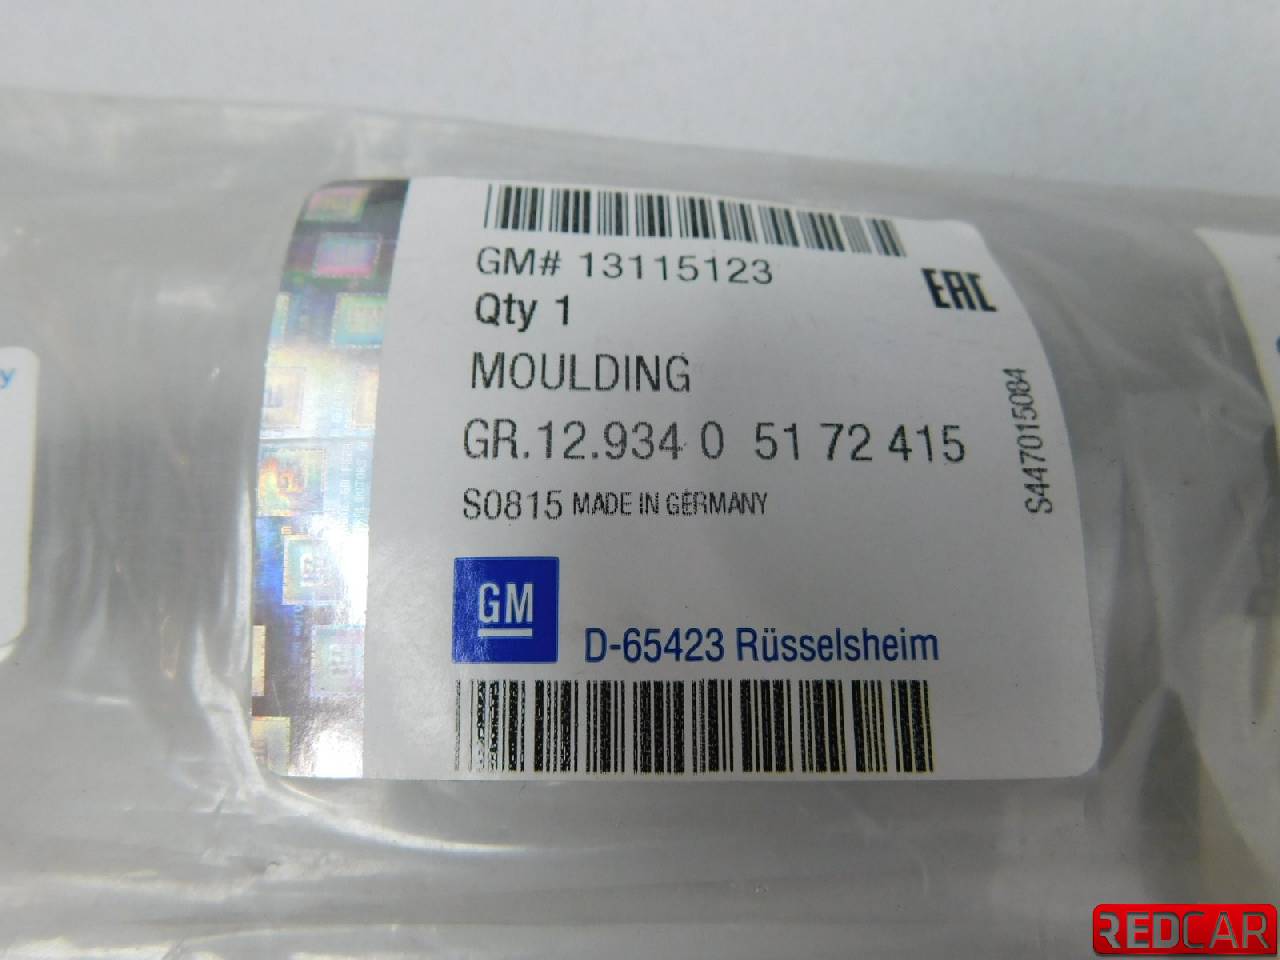 GM# 13115123
Qty 1
EAC
MOULDING
GR.12.934 0 51 72 415
S0815 MADE IN GERMANY
S447015084
GM
D-65423 Rüsselsheim
y
REDCAR